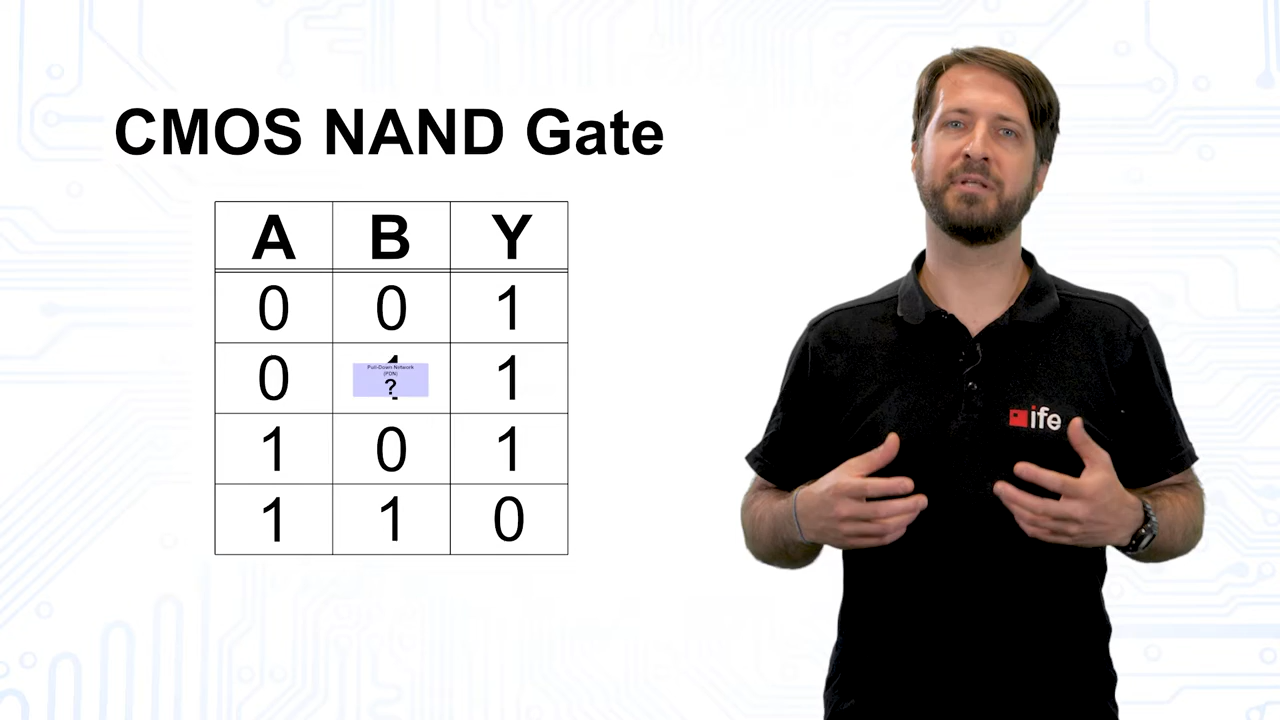 CMOS NAND Gate
A B Y
0 0 1
0 1
Pull-Down Network
(PDN)
?
1 0 1
1 1 0
ife